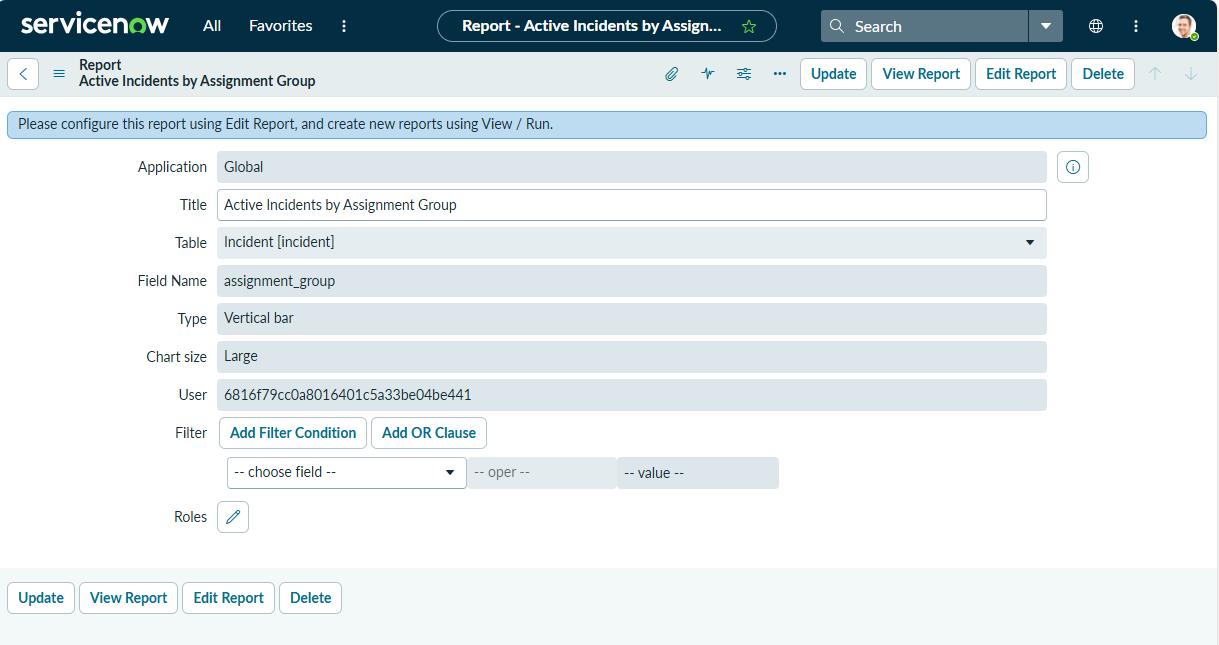 servicenow All Favorites Report - Active Incidents by Assign... Search
Report
Active Incidents by Assignment Group
Update View Report Edit Report Delete
Please configure this report using Edit Report, and create new reports using View / Run.
Application Global
Title Active Incidents by Assignment Group
Table Incident [incident]
Field Name assignment_group
Type Vertical bar
Chart size Large
User 6816f79cc0a8016401c5a33be04be441
Filter Add Filter Condition Add OR Clause
-- choose field -- -- oper -- -- value --
Roles
Update View Report Edit Report Delete